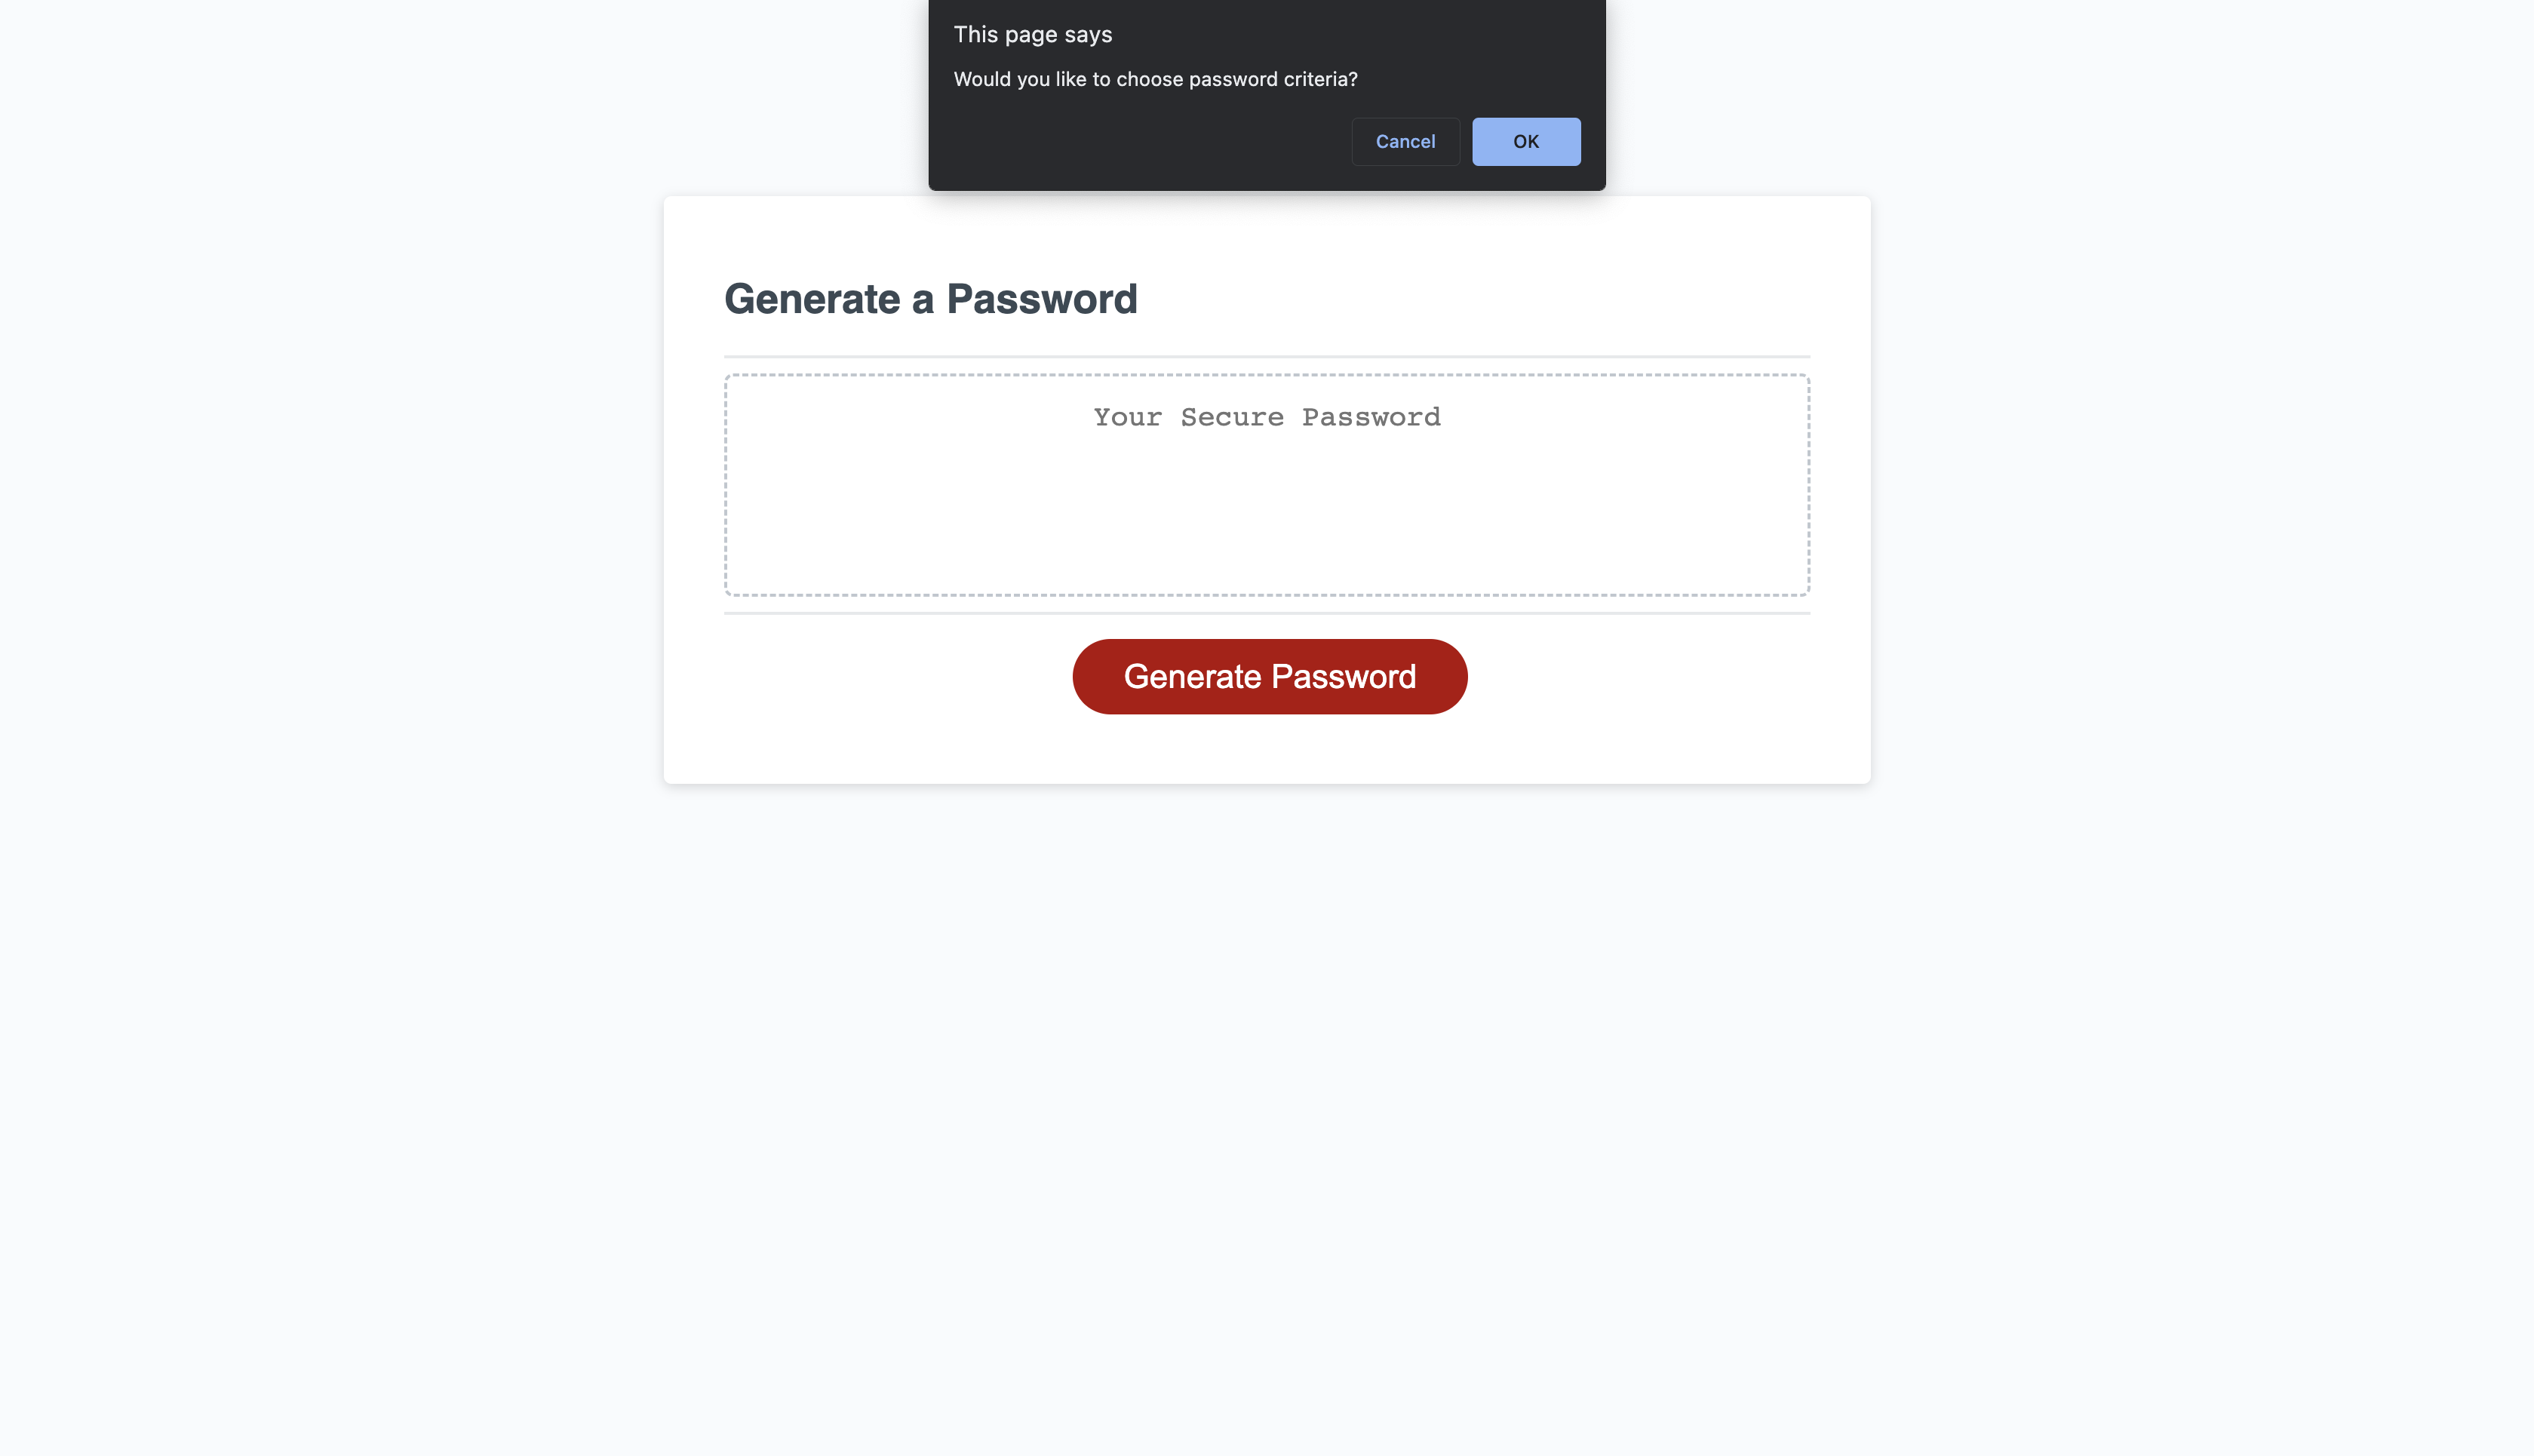 This page says
Would you like to choose password criteria?
Cancel OK
Generate a Password
Your Secure Password
Generate Password